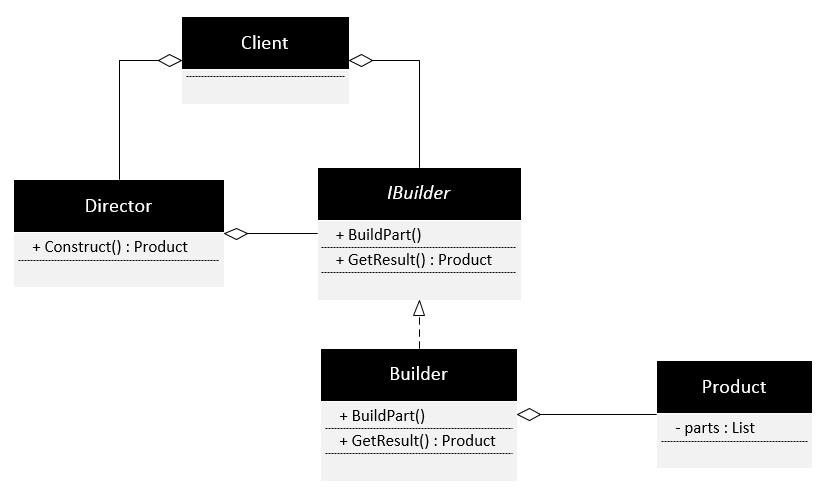 Client
Director
+ Construct() : Product
IBuilder
+ BuildPart()
+ GetResult() : Product
Builder
+ BuildPart()
+ GetResult() : Product
Product
- parts : List